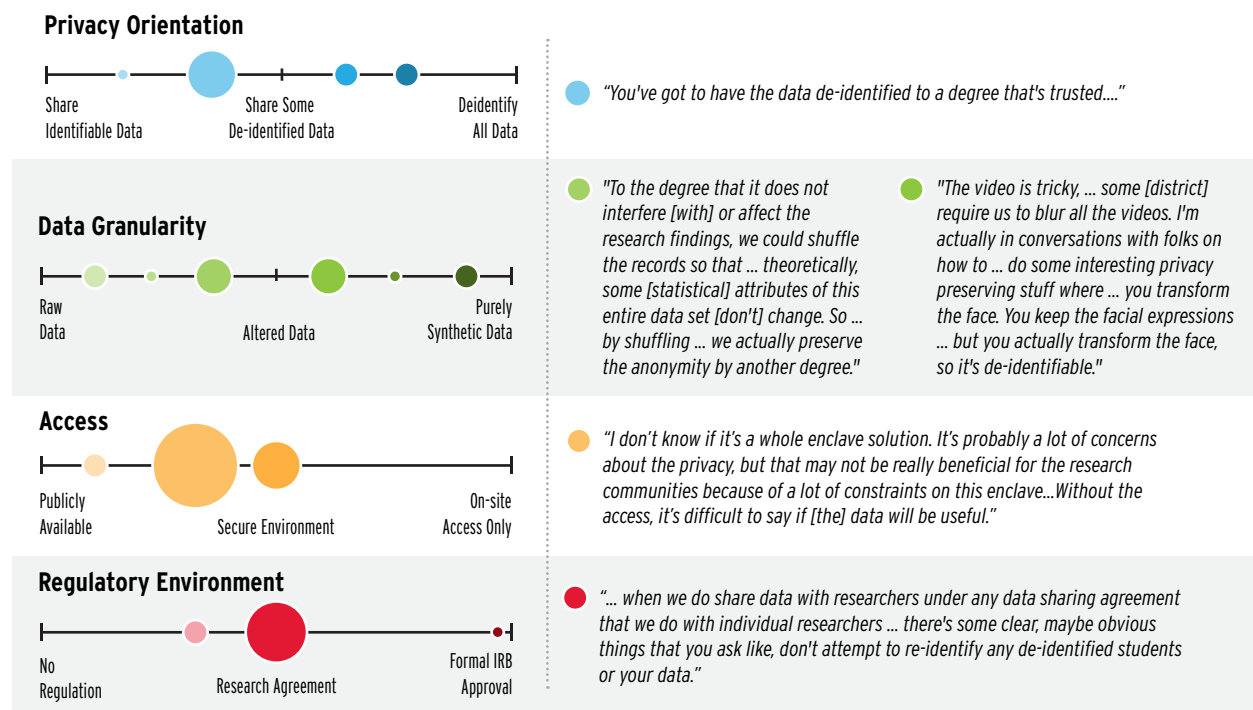 Privacy Orientation
Share
Identifiable Data
Share Some
De-identified Data
Deidentify
All Data
“You've got to have the data de-identified to a degree that's trusted....”
Data Granularity
Raw
Data
Altered Data
Purely
Synthetic Data
"To the degree that it does not
interfere [with] or affect the
research findings, we could shuffle
the records so that ... theoretically,
some [statistical] attributes of this
entire data set [don't] change. So ...
by shuffling ... we actually preserve
the anonymity by another degree."
"The video is tricky, ... some [district]
require us to blur all the videos. I'm
actually in conversations with folks on
how to ... do some interesting privacy
preserving stuff where ... you transform
the face. You keep the facial expressions
... but you actually transform the face,
so it's de-identifiable."
Access
Publicly
Available
Secure Environment
On-site
Access Only
“I don’t know if it’s a whole enclave solution. It’s probably a lot of concerns
about the privacy, but that may not be really beneficial for the research
communities because of a lot of constraints on this enclave...Without the
access, it’s difficult to say if [the] data will be useful.”
Regulatory Environment
No
Regulation
Research Agreement
Formal IRB
Approval
“... when we do share data with researchers under any data sharing agreement
that we do with individual researchers ... there's some clear, maybe obvious
things that you ask like, don't attempt to re-identify any de-identified students
or your data.”